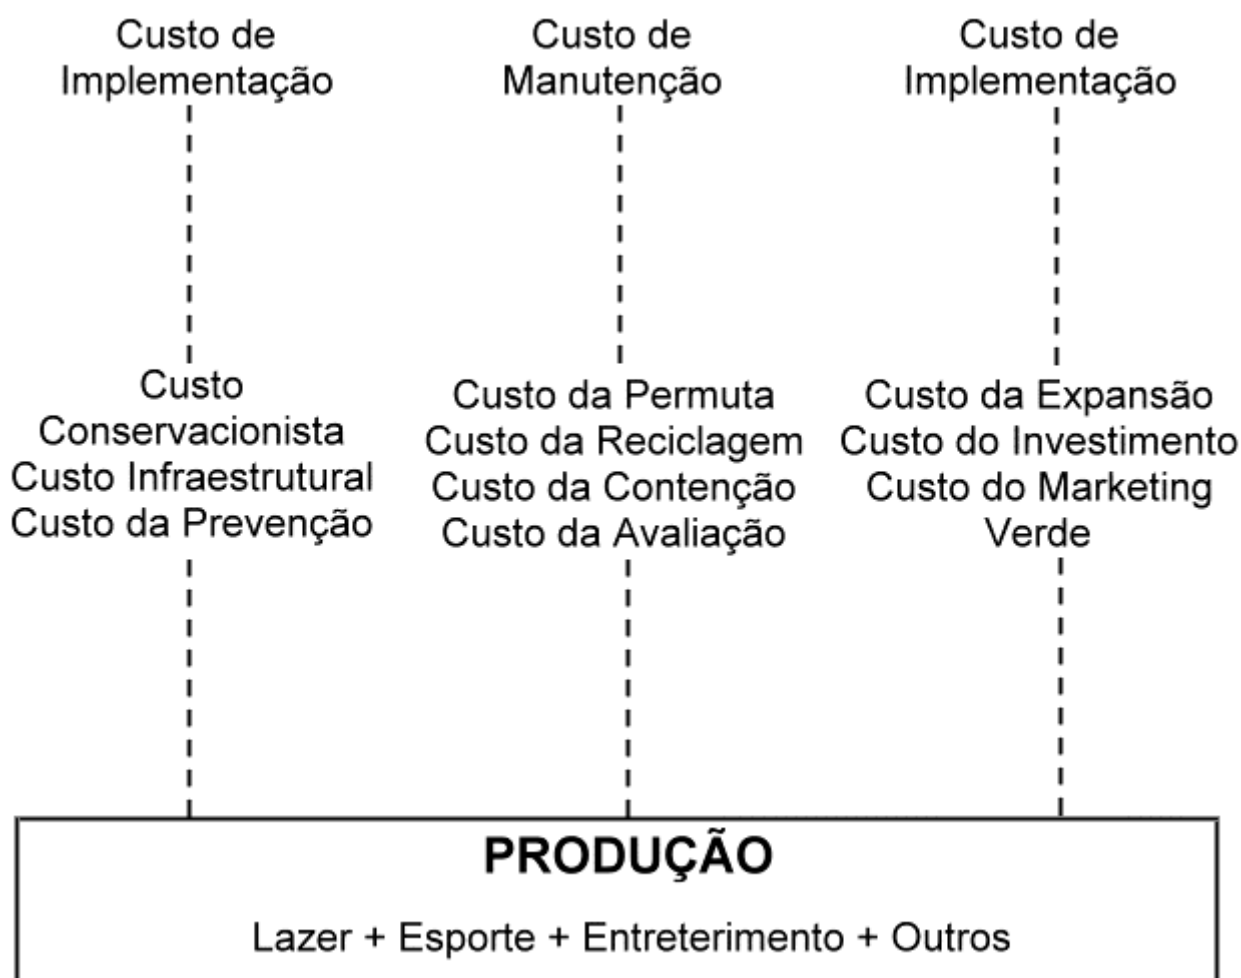 Custo de
Implementação
Custo de
Manutenção
Custo de
Implementação
Custo
Conservacionista
Custo Infraestrutural
Custo da Prevenção
Custo da Permuta
Custo da Reciclagem
Custo da Contenção
Custo da Avaliação
Custo da Expansão
Custo do Investimento
Custo do Marketing
Verde
PRODUÇÃO
Lazer + Esporte + Entreterimento + Outros